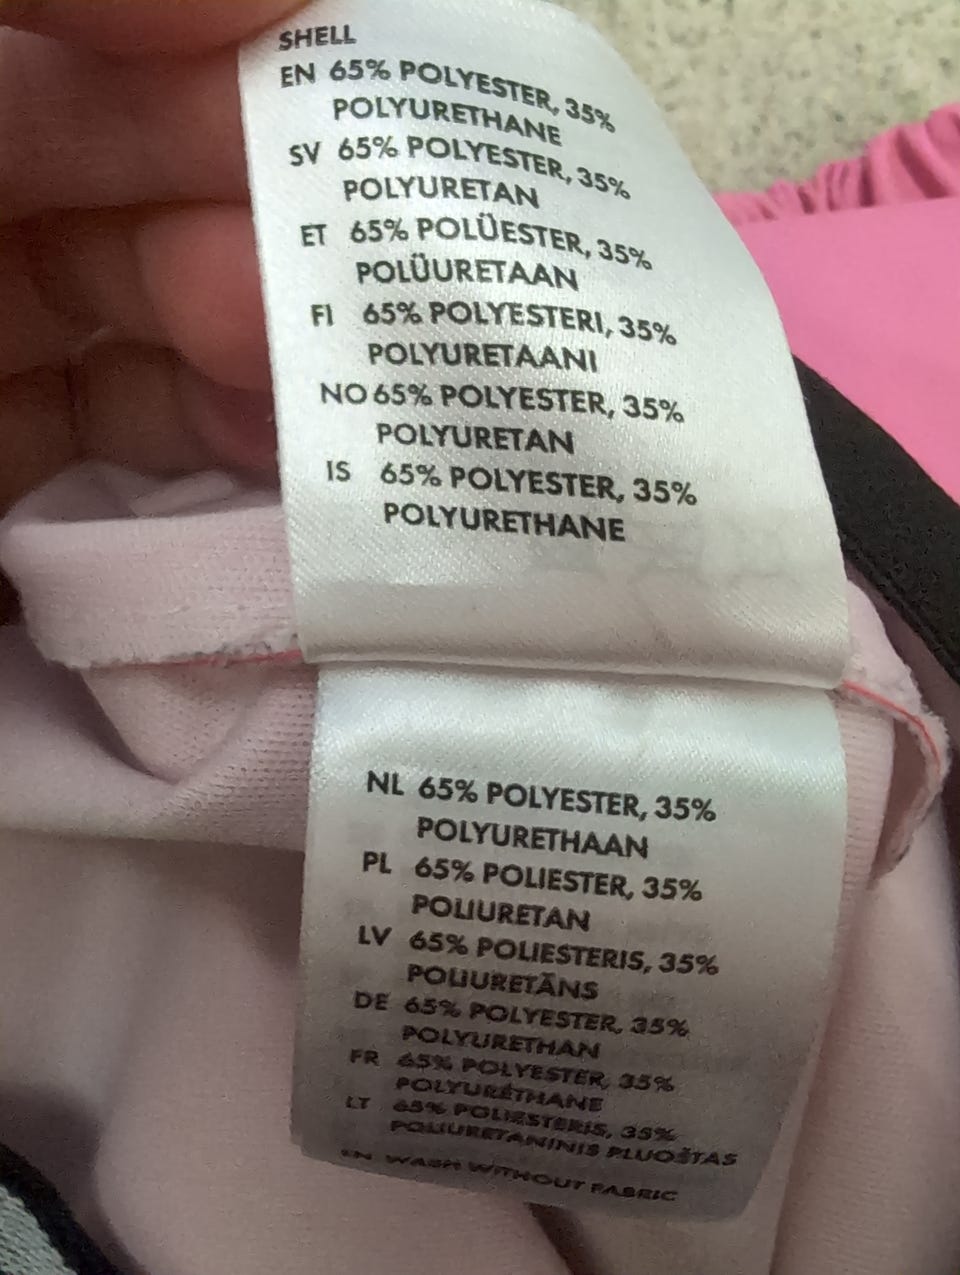 SHELL
EN 65% POLYESTER, 35%
POLYURETHANE
SV 65% POLYESTER, 35%
POLYURETAN
ET 65% POLÜESTER, 35%
POLÜURETAAN
FI 65% POLYESTERI, 35%
POLYURETAANI
NO 65% POLYESTER, 35%
POLYURETAN
IS 65% POLYESTER, 35%
POLYURETHANE
NL 65% POLYESTER, 35%
POLYURETHAAN
PL 65% POLIESTER, 35%
POLIURETAN
LV 65% POLIESTERIS, 35%
POLIURETĀNS
DE 65% POLYESTER, 35%
POLYURETHAN
FR 65% POLYESTER, 35%
POLYURÉTHANE
LT 65% POLIESTERIS, 35%
POLIURETANINIS PLUOŠTAS
EN WASH WITHOUT FABRIC